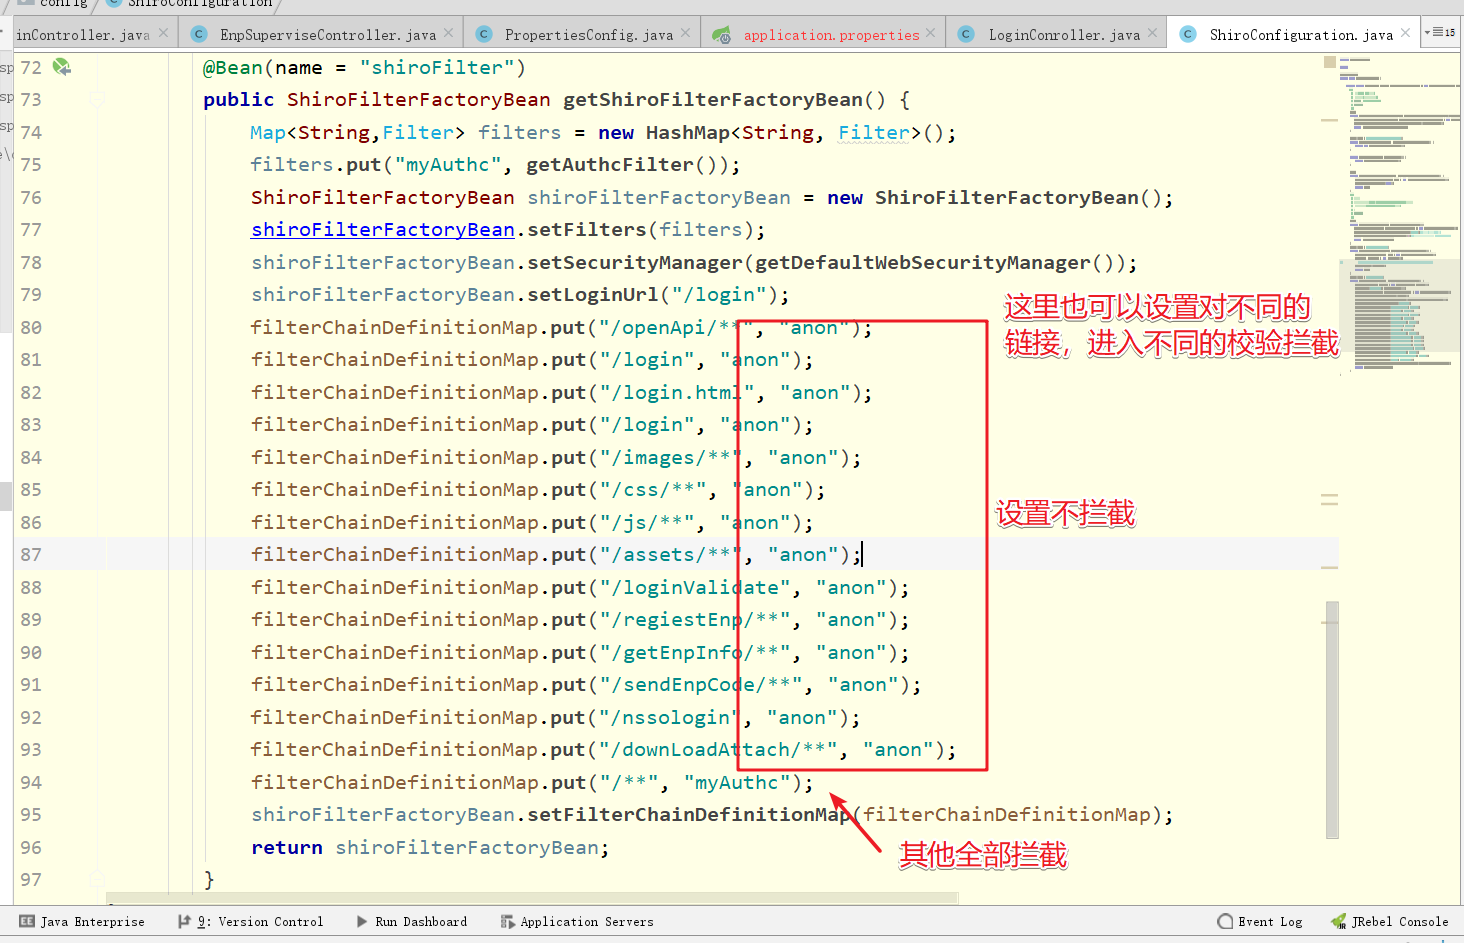 config ShiroConfiguration
inController.java EnpSuperviseController.java PropertiesConfig.java application.properties LoginConroller.java ShiroConfiguration.java 15
72 @Bean(name = "shiroFilter")
73 public ShiroFilterFactoryBean getShiroFilterFactoryBean() {
74 Map<String,Filter> filters = new HashMap<String, Filter>();
75 filters.put("myAuthc", getAuthcFilter());
76 ShiroFilterFactoryBean shiroFilterFactoryBean = new ShiroFilterFactoryBean();
77 shiroFilterFactoryBean.setFilters(filters);
78 shiroFilterFactoryBean.setSecurityManager(getDefaultWebSecurityManager());
79 shiroFilterFactoryBean.setLoginUrl("/login");
这里也可以设置对不同的
链接，进入不同的校验拦截
80 filterChainDefinitionMap.put("/openApi/**", "anon");
81 filterChainDefinitionMap.put("/login", "anon");
82 filterChainDefinitionMap.put("/login.html", "anon");
83 filterChainDefinitionMap.put("/login", "anon");
84 filterChainDefinitionMap.put("/images/**", "anon");
85 filterChainDefinitionMap.put("/css/**", "anon");
设置不拦截
86 filterChainDefinitionMap.put("/js/**", "anon");
87 filterChainDefinitionMap.put("/assets/**", "anon");
88 filterChainDefinitionMap.put("/loginValidate", "anon");
89 filterChainDefinitionMap.put("/regiestEnp/**", "anon");
90 filterChainDefinitionMap.put("/getEnpInfo/**", "anon");
91 filterChainDefinitionMap.put("/sendEnpCode/**", "anon");
92 filterChainDefinitionMap.put("/nssologin", "anon");
93 filterChainDefinitionMap.put("/downLoadAttach/**", "anon");
94 filterChainDefinitionMap.put("/**", "myAuthc");
95 shiroFilterFactoryBean.setFilterChainDefinitionMap(filterChainDefinitionMap);
96 return shiroFilterFactoryBean;
其他全部拦截
97 }
Java Enterprise 9: Version Control Run Dashboard Application Servers Event Log JRebel Console